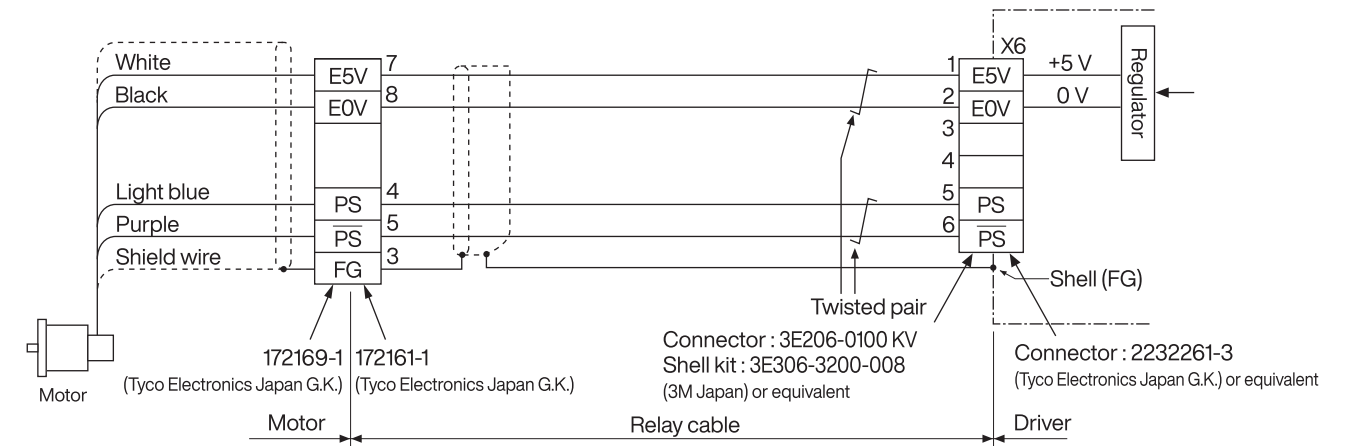 White
Black
Light blue
Purple
Shield wire
E5V
E0V
PS
PS
FG
7
8
4
5
3
1
2
3
4
5
6
X6
E5V
E0V
PS
PS
+5 V
0 V
Regulator
Shell (FG)
Twisted pair
Motor
172169-1
(Tyco Electronics Japan G.K.)
172161-1
(Tyco Electronics Japan G.K.)
Connector : 3E206-0100 KV
Shell kit : 3E306-3200-008
(3M Japan) or equivalent
Connector : 2232261-3
(Tyco Electronics Japan G.K.) or equivalent
Motor
Relay cable
Driver